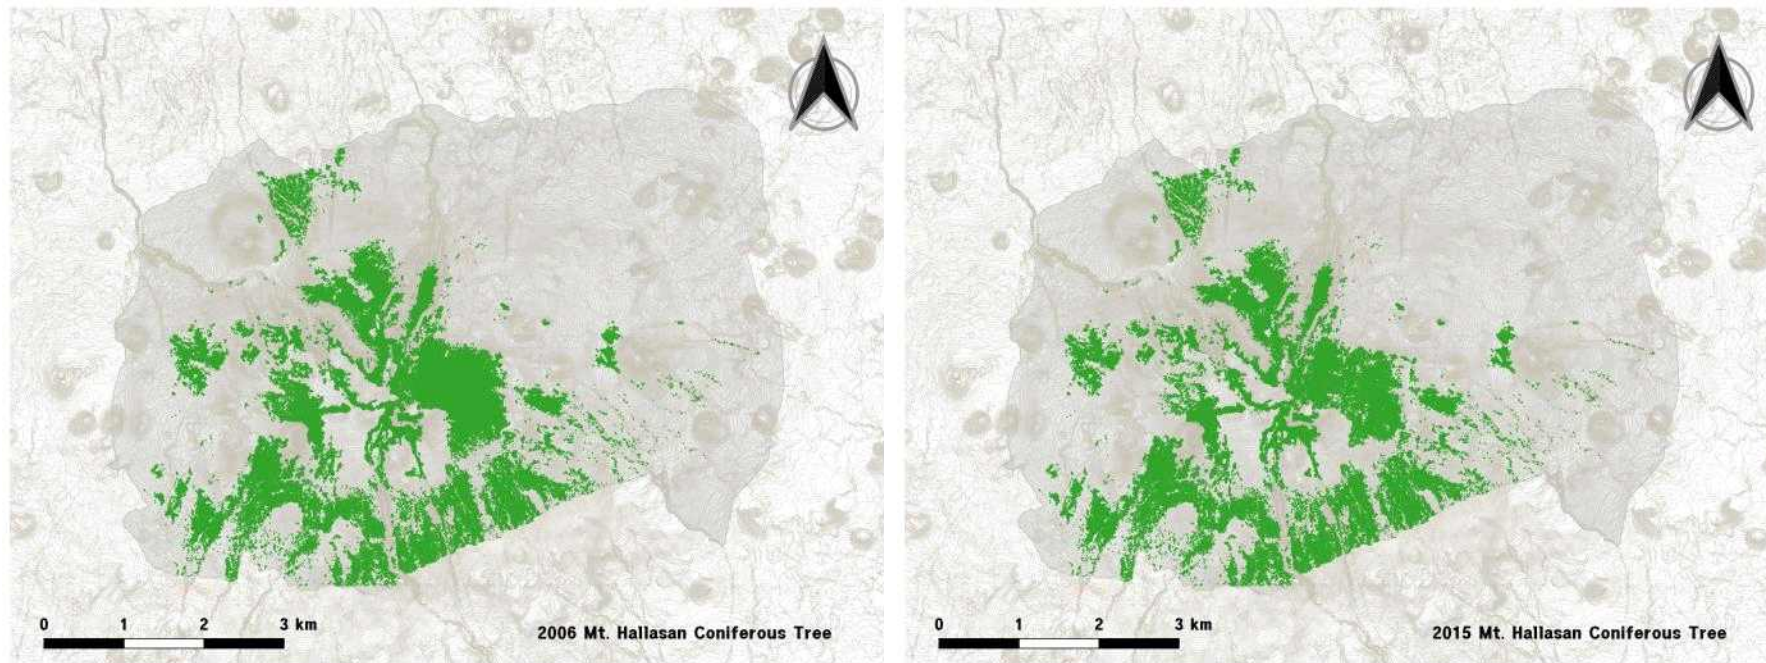 0 1 2 3 km
2006 Mt. Hallasan Coniferous Tree
0 1 2 3 km
2015 Mt. Hallasan Coniferous Tree